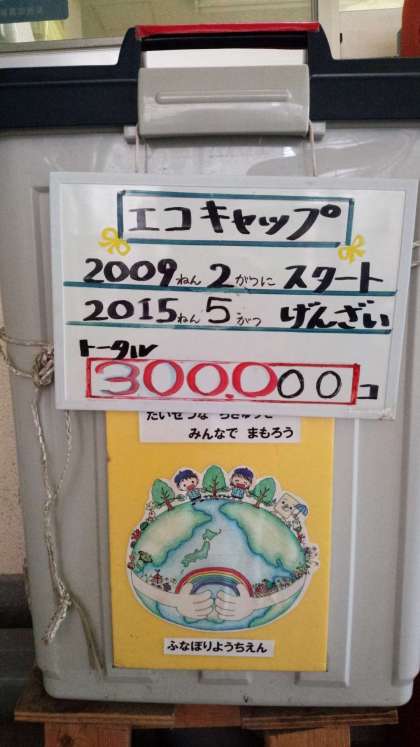 エコキャップ
2009ねん2がつに スタート
2015ねん5がつ げんざい
トータル
300.000コ
たいせつな ちきゅうを
みんなで まもろう
ふなぼりようちえん